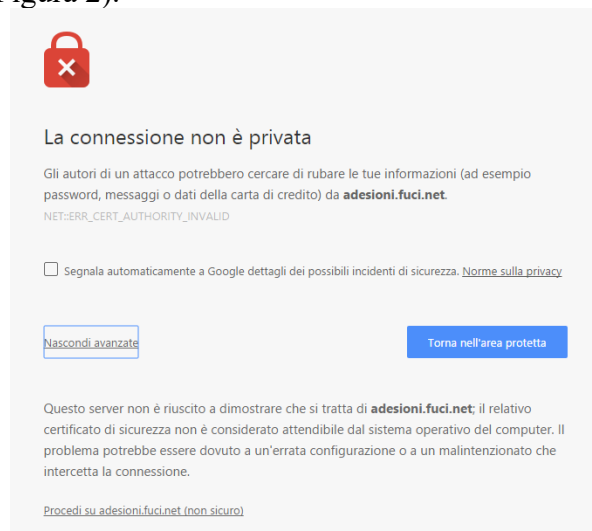 Figura 2).
La connessione non è privata
Gli autori di un attacco potrebbero cercare di rubare le tue informazioni (ad esempio
password, messaggi o dati della carta di credito) da adesioni.fuci.net.
NET::ERR_CERT_AUTHORITY_INVALID
Segnala automaticamente a Google dettagli dei possibili incidenti di sicurezza. Norme sulla privacy
Nascondi avanzate
Torna nell'area protetta
Questo server non è riuscito a dimostrare che si tratta di adesioni.fuci.net; il relativo
certificato di sicurezza non è considerato attendibile dal sistema operativo del computer. Il
problema potrebbe essere dovuto a un'errata configurazione o a un malintenzionato che
intercetta la connessione.
Procedi su adesioni.fuci.net (non sicuro)